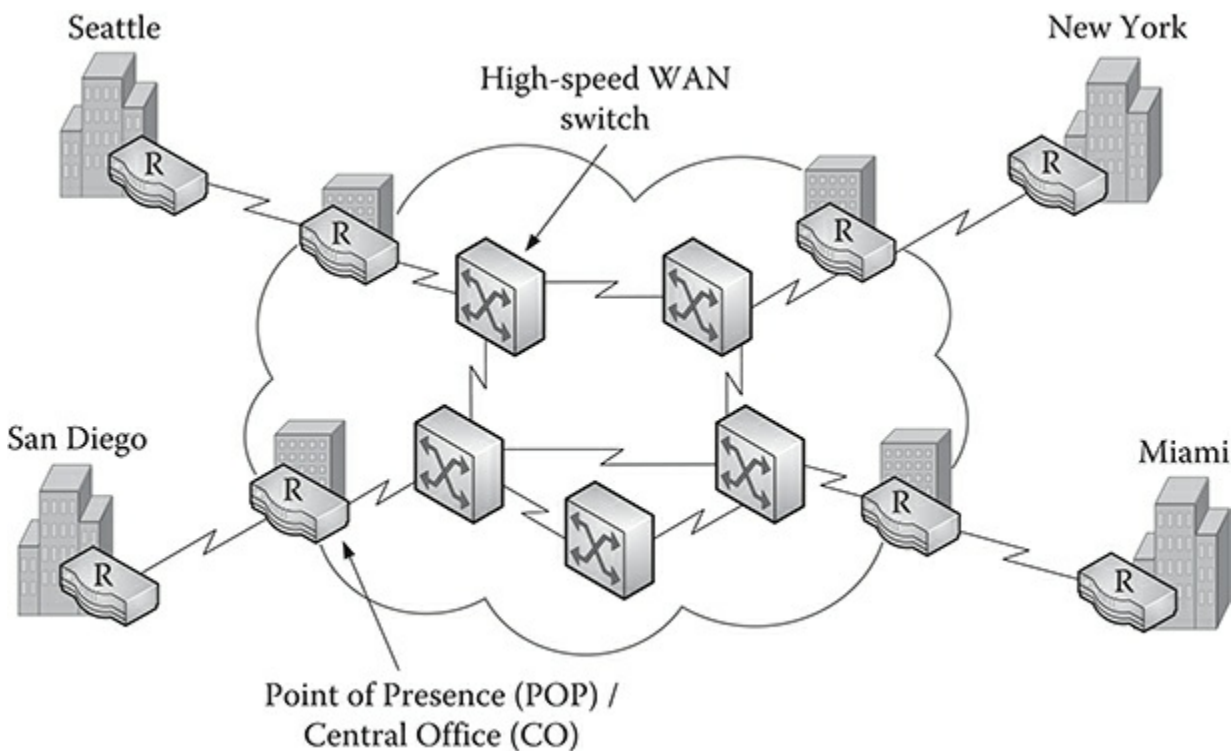 Seattle
New York
High-speed WAN
switch
R
R
R
R
San Diego
Miami
R
R
R
R
Point of Presence (POP) /
Central Office (CO)